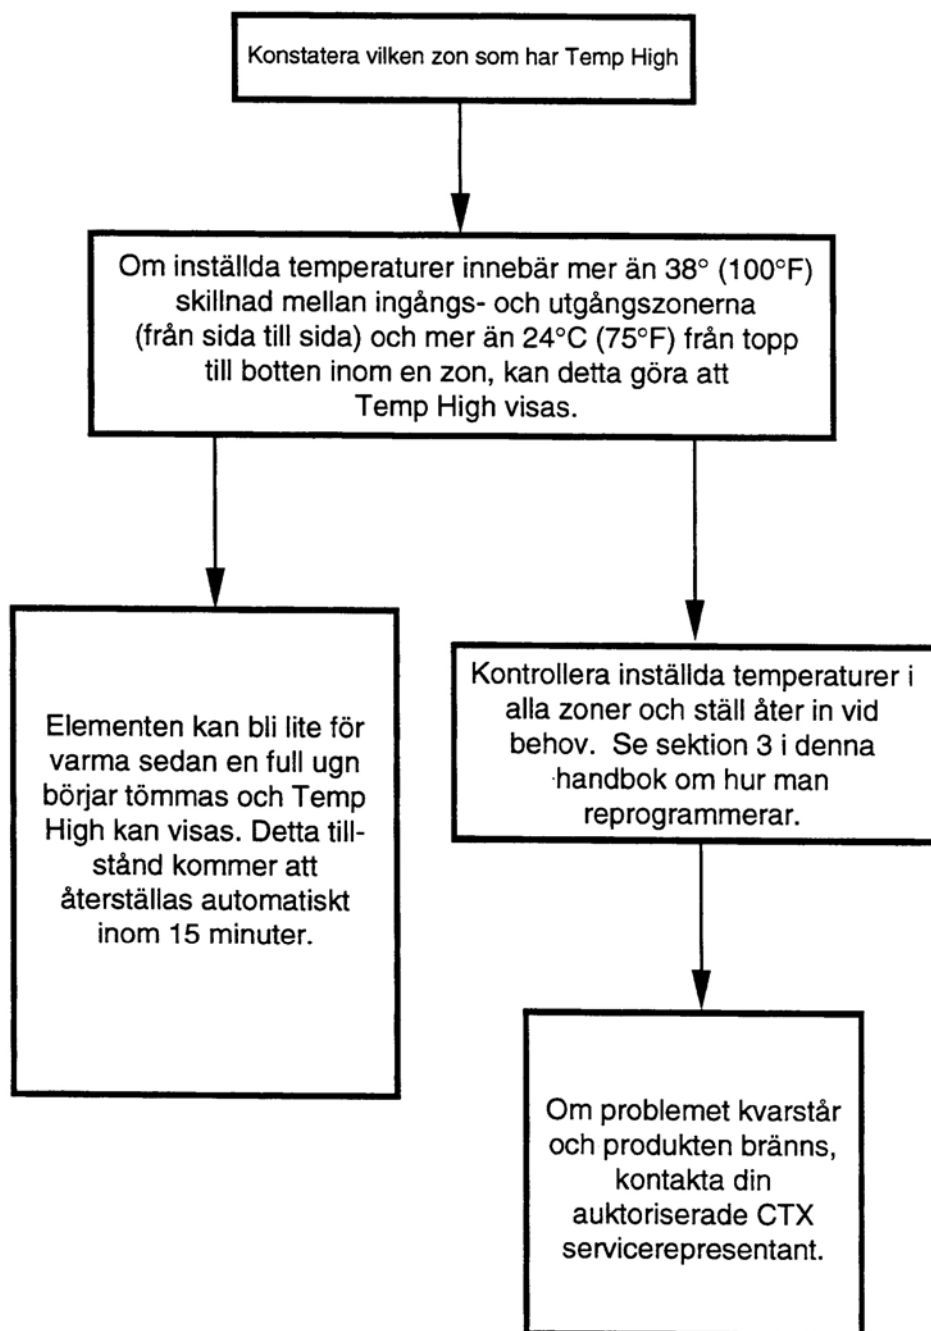 Konstatera vilken zon som har Temp High
Om inställda temperaturer innebär mer än 38° (100°F)
skillnad mellan ingångs- och utgångszonerna
(från sida till sida) och mer än 24°C (75°F) från topp
till botten inom en zon, kan detta göra att
Temp High visas.
Elementen kan bli lite för
varma sedan en full ugn
börjar tömmas och Temp
High kan visas. Detta till-
stånd kommer att
återställas automatiskt
inom 15 minuter.
Kontrollera inställda temperaturer i
alla zoner och ställ åter in vid
behov. Se sektion 3 i denna
handbok om hur man
reprogrammerar.
Om problemet kvarstår
och produkten bränns,
kontakta din
auktoriserade CTX
servicerepresentant.